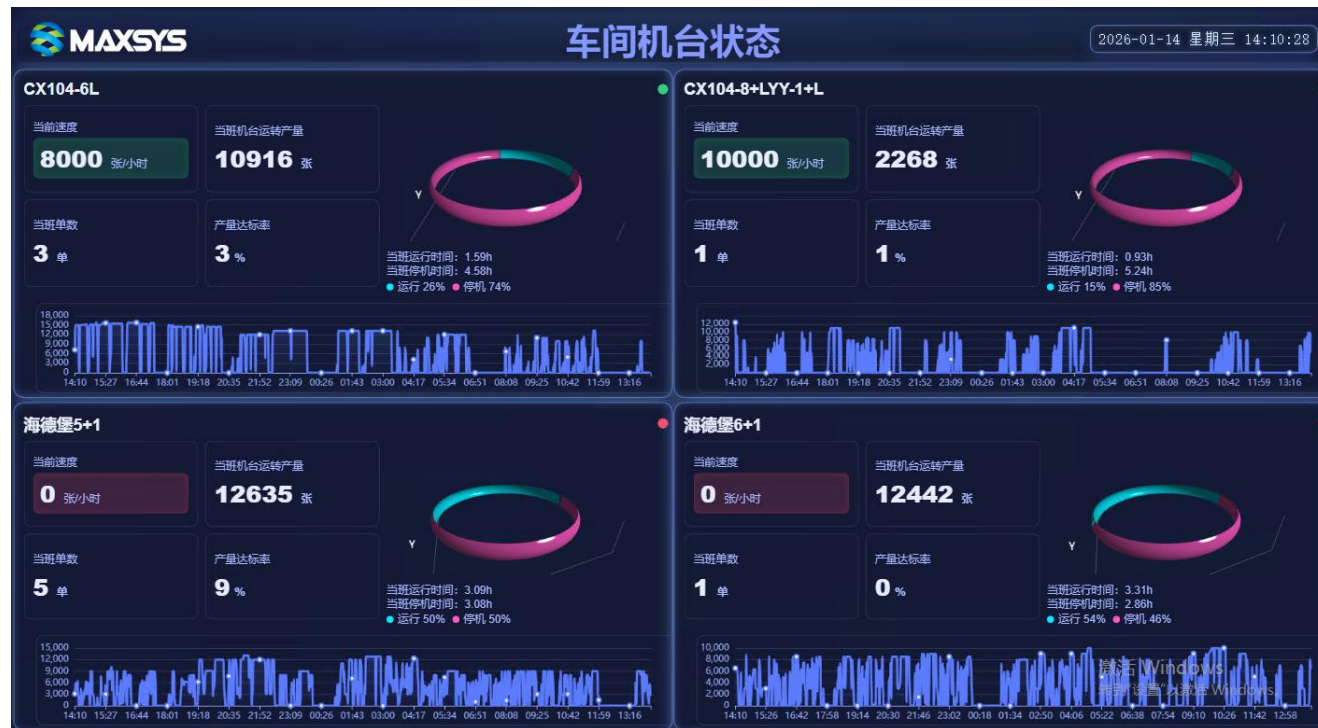 MAXSYS
车间机台状态
2026-01-14 星期三 14:10:28
CX104-6L
当前速度
8000 张/小时
当班机台运转产量
10916 张
当班单数
3 单
产量达标率
3 %
Y
当班运行时间：1.59h
当班停机时间：4.58h
运行 26% 停机 74%
18,000
15,000
12,000
9,000
6,000
3,000
0
14:10 15:27 16:44 18:01 19:18 20:35 21:52 23:09 00:26 01:43 03:00 04:17 05:34 06:51 08:08 09:25 10:42 11:59 13:16
CX104-8+LYY-1+L
当前速度
10000 张/小时
当班机台运转产量
2268 张
当班单数
1 单
产量达标率
1 %
Y
当班运行时间：0.93h
当班停机时间：5.24h
运行 15% 停机 85%
12,000
10,000
8,000
6,000
4,000
2,000
0
14:10 15:27 16:44 18:01 19:18 20:35 21:52 23:09 00:26 01:43 03:00 04:17 05:34 06:51 08:08 09:25 10:42 11:59 13:16
海德堡5+1
当前速度
0 张/小时
当班机台运转产量
12635 张
当班单数
5 单
产量达标率
9 %
Y
当班运行时间：3.09h
当班停机时间：3.08h
运行 50% 停机 50%
15,000
12,000
9,000
6,000
3,000
0
14:10 15:27 16:44 18:01 19:18 20:35 21:52 23:09 00:26 01:43 03:00 04:17 05:34 06:51 08:08 09:25 10:42 11:59 13:16
海德堡6+1
当前速度
0 张/小时
当班机台运转产量
12442 张
当班单数
1 单
产量达标率
0 %
Y
当班运行时间：3.31h
当班停机时间：2.86h
运行 54% 停机 46%
10,000
8,000
6,000
4,000
2,000
0
14:10 15:26 16:42 17:58 19:14 20:30 21:46 23:02 00:18 01:34 02:50 04:06 05:22 06:38 07:54 09:10 10:26 11:42 12:58
激活 Windows
转到"设置"以激活 Windows。